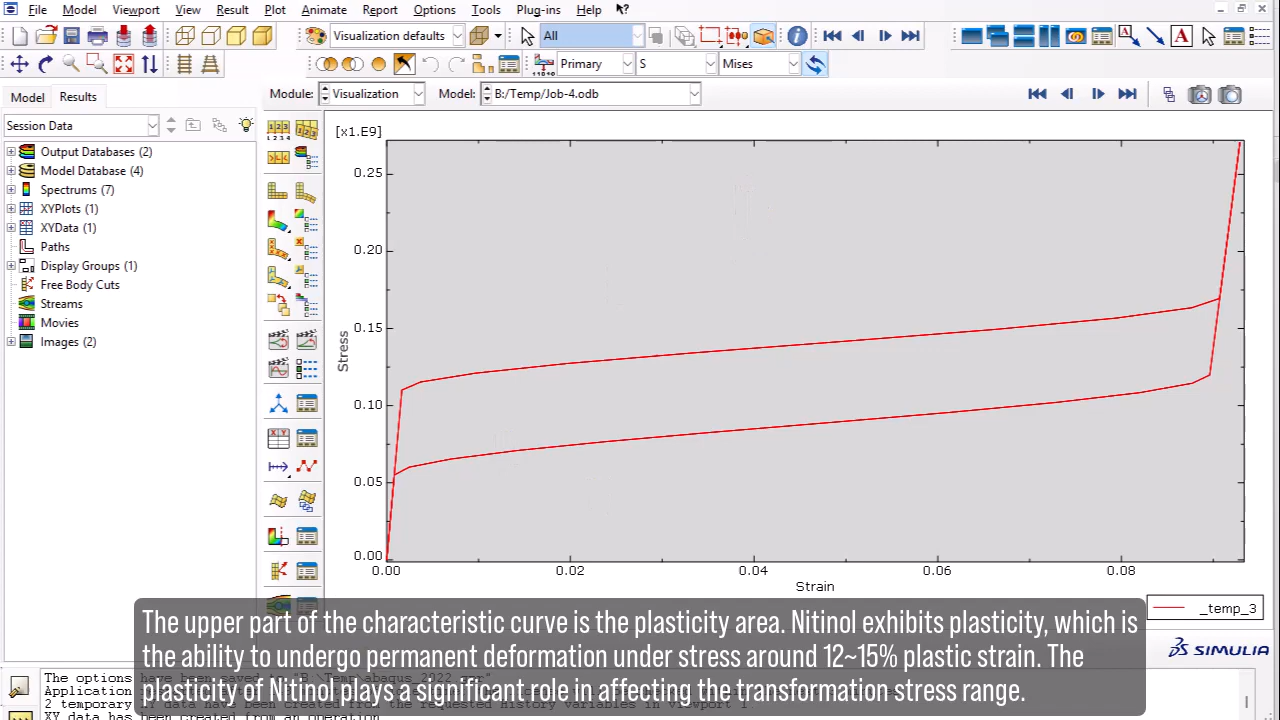 File Model Viewport View Result Plot Animate Report Options Tools Plug-ins Help
Visualization defaults All
Primary S Mises
Model Results Module: Visualization Model: B:/Temp/Job-4.odb
Session Data
Output Databases (2)
Model Database (4)
Spectrums (7)
XYPlots (1)
XYData (1)
Paths
Display Groups (1)
Free Body Cuts
Streams
Movies
Images (2)
[x1.E9]
0.25
0.20
0.15
0.10
0.05
0.00
Stress
0.00 0.02 0.04 0.06 0.08
Strain
_temp_3
SIMULIA
The upper part of the characteristic curve is the plasticity area. Nitinol exhibits plasticity, which is
the ability to undergo permanent deformation under stress around 12~15% plastic strain. The
plasticity of Nitinol plays a significant role in affecting the transformation stress range.